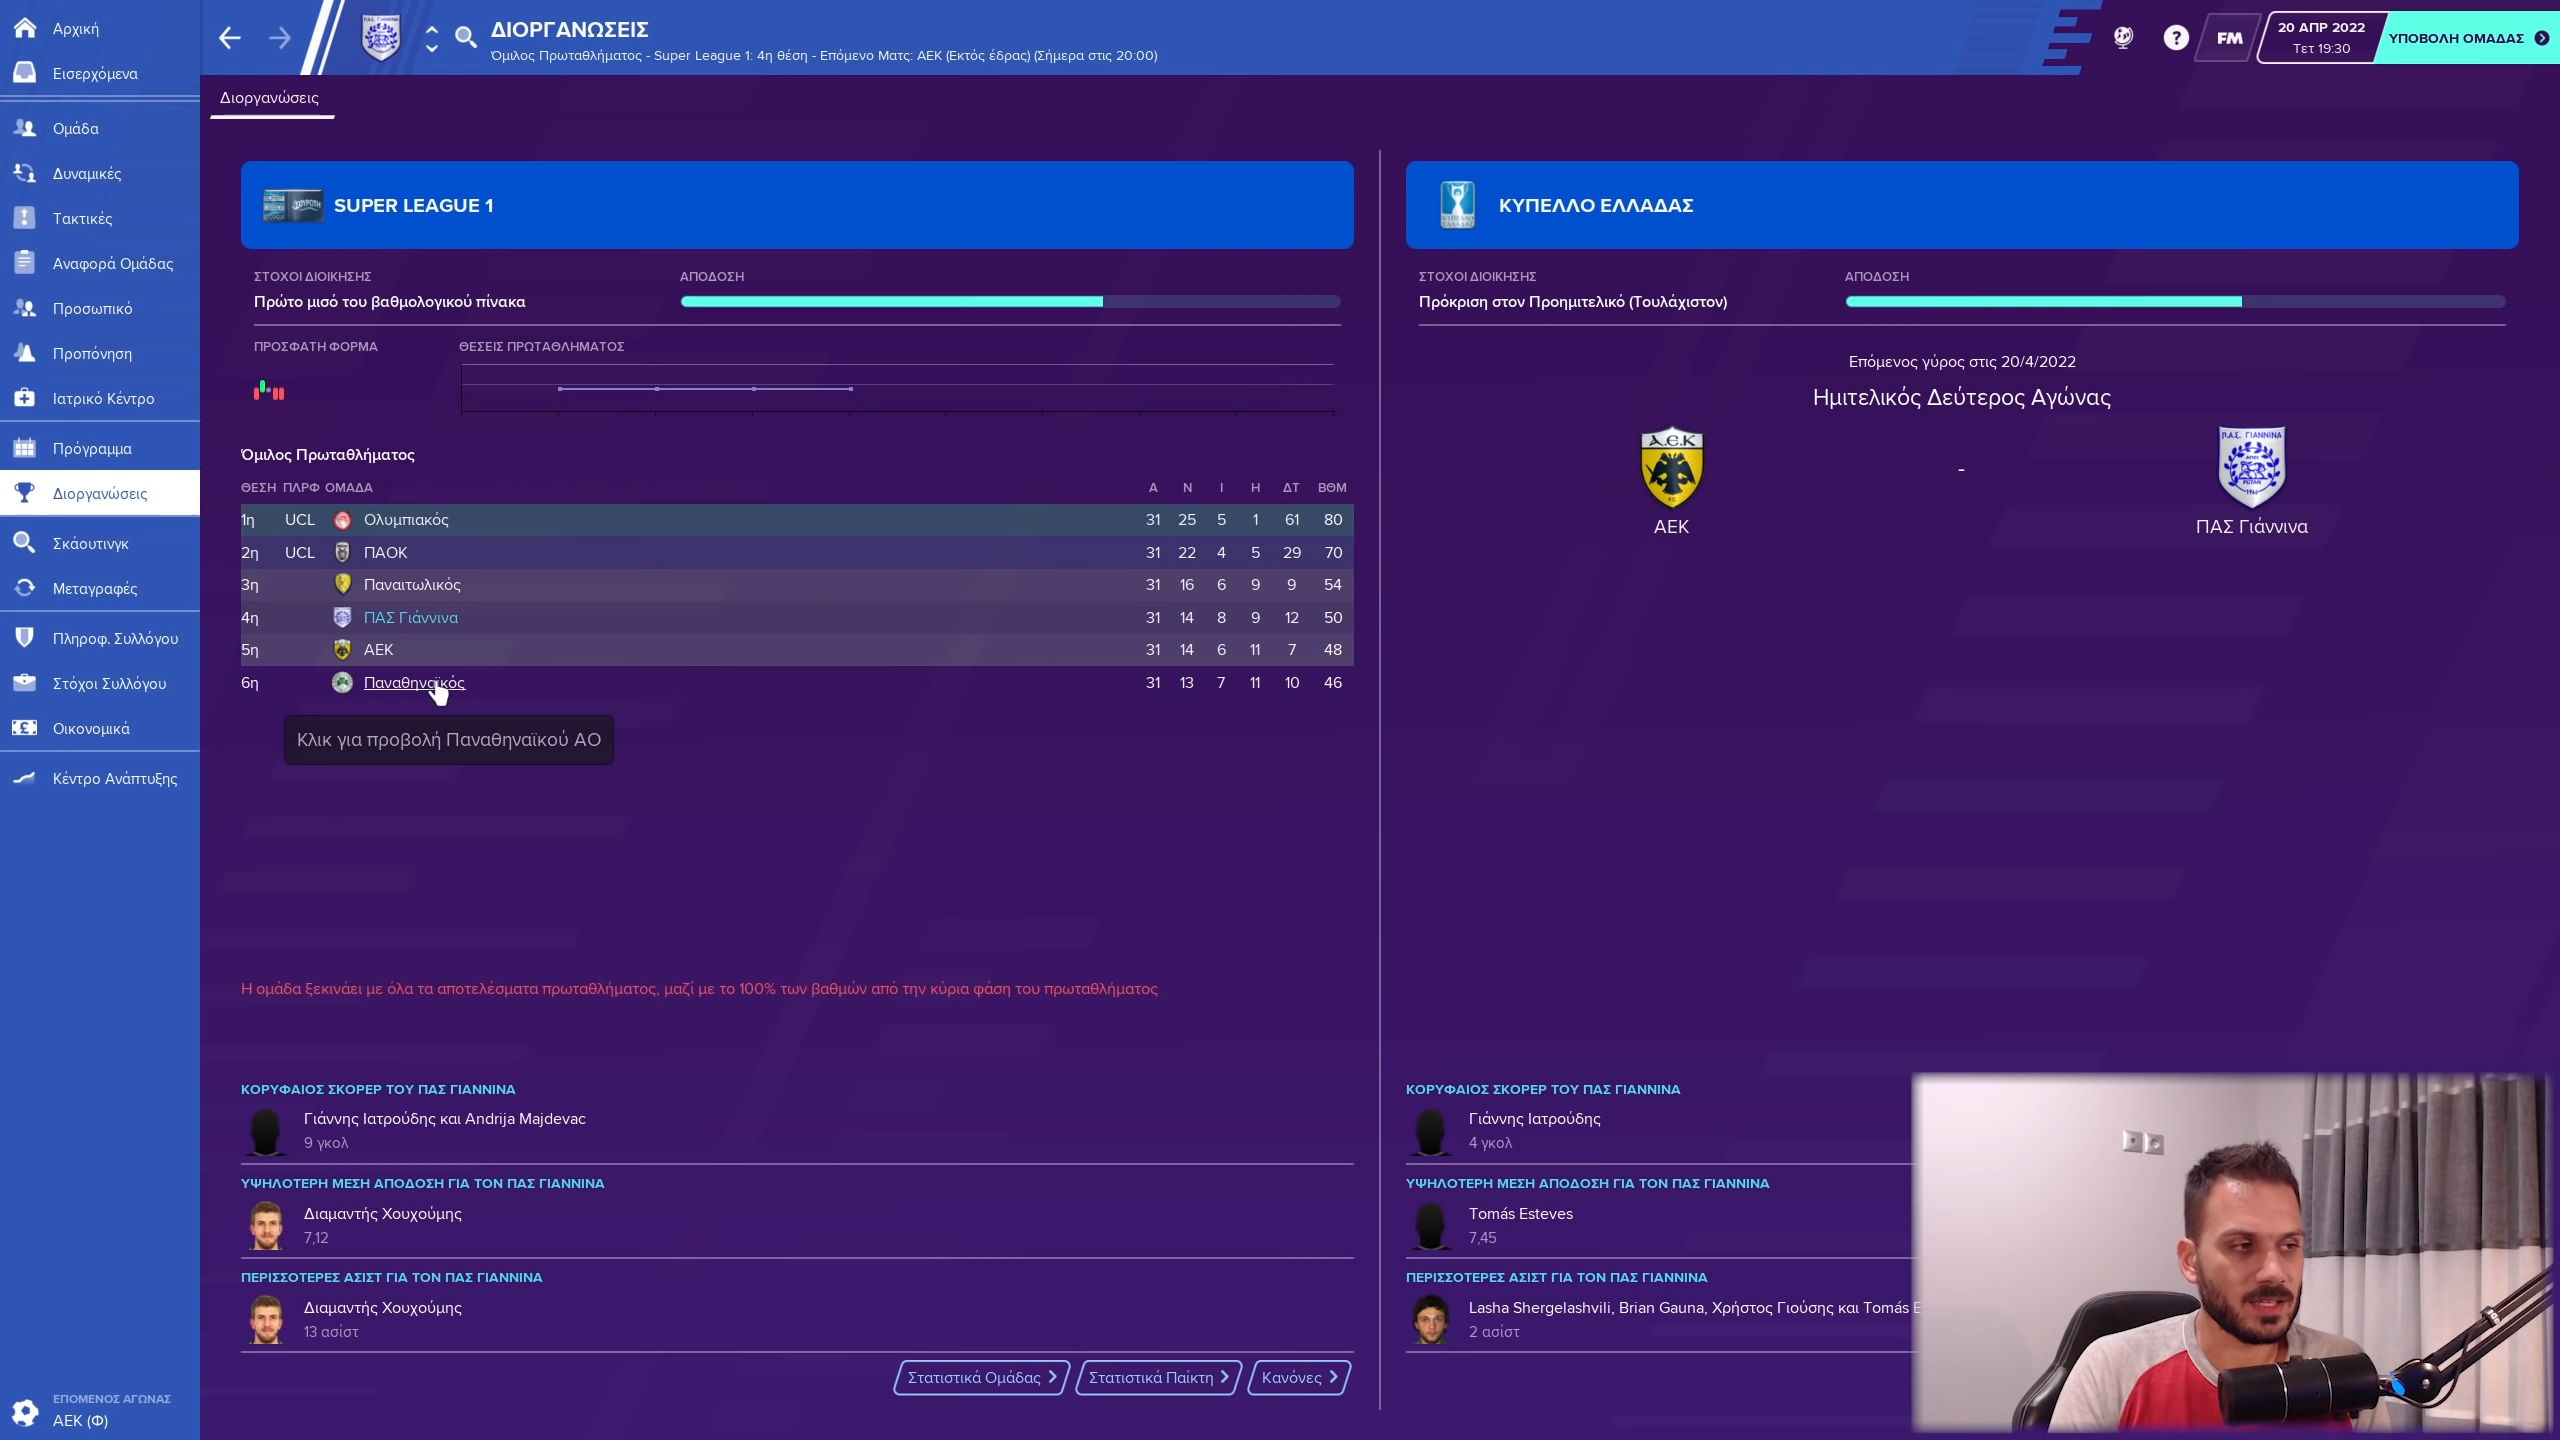 Αρχική
Εισερχόμενα
Ομάδα
Δυναμικές
Τακτικές
Αναφορά Ομάδας
Προσωπικό
Προπόνηση
Ιατρικό Κέντρο
Πρόγραμμα
Διοργανώσεις
Σκάουτινγκ
Μεταγραφές
Πληροφ. Συλλόγου
Στόχοι Συλλόγου
Οικονομικά
Κέντρο Ανάπτυξης
ΕΠΟΜΕΝΟΣ ΑΓΩΝΑΣ
ΑΕΚ (Φ)
ΔΙΟΡΓΑΝΩΣΕΙΣ
Όμιλος Πρωταθλήματος - Super League 1: 4η θέση - Επόμενο Ματς: ΑΕΚ (Εκτός έδρας) (Σήμερα στις 20:00)
FM
20 ΑΠΡ 2022
Τετ 19:30
ΥΠΟΒΟΛΗ ΟΜΑΔΑΣ
Διοργανώσεις
SUPER LEAGUE 1
ΣΤΟΧΟΙ ΔΙΟΙΚΗΣΗΣ ΑΠΟΔΟΣΗ
Πρώτο μισό του βαθμολογικού πίνακα
ΠΡΟΣΦΑΤΗ ΦΟΡΜΑ ΘΕΣΕΙΣ ΠΡΩΤΑΘΛΗΜΑΤΟΣ
Όμιλος Πρωταθλήματος
ΘΕΣΗ ΠΛΡΦ ΟΜΑΔΑ Α Ν Ι Η ΔΤ ΒΘΜ
1η UCL Ολυμπιακός 31 25 5 1 61 80
2η UCL ΠΑΟΚ 31 22 4 5 29 70
3η Παναιτωλικός 31 16 6 9 9 54
4η ΠΑΣ Γιάννινα 31 14 8 9 12 50
5η ΑΕΚ 31 14 6 11 7 48
6η Παναθηναϊκός 31 13 7 11 10 46
Κλικ για προβολή Παναθηναϊκού ΑΟ
Η ομάδα ξεκινάει με όλα τα αποτελέσματα πρωταθλήματος, μαζί με το 100% των βαθμών από την κύρια φάση του πρωταθλήματος
ΚΟΡΥΦΑΙΟΣ ΣΚΟΡΕΡ ΤΟΥ ΠΑΣ ΓΙΑΝΝΙΝΑ
Γιάννης Ιατρούδης και Andrija Majdevac
9 γκολ
ΥΨΗΛΟΤΕΡΗ ΜΕΣΗ ΑΠΟΔΟΣΗ ΓΙΑ ΤΟΝ ΠΑΣ ΓΙΑΝΝΙΝΑ
Διαμαντής Χουχούμης
7,12
ΠΕΡΙΣΣΟΤΕΡΕΣ ΑΣΙΣΤ ΓΙΑ ΤΟΝ ΠΑΣ ΓΙΑΝΝΙΝΑ
Διαμαντής Χουχούμης
13 ασίστ
Στατιστικά Ομάδας
Στατιστικά Παίκτη
Κανόνες
ΚΥΠΕΛΛΟ ΕΛΛΑΔΑΣ
ΣΤΟΧΟΙ ΔΙΟΙΚΗΣΗΣ ΑΠΟΔΟΣΗ
Πρόκριση στον Προημιτελικό (Τουλάχιστον)
Επόμενος γύρος στις 20/4/2022
Ημιτελικός Δεύτερος Αγώνας
-
ΑΕΚ ΠΑΣ Γιάννινα
ΚΟΡΥΦΑΙΟΣ ΣΚΟΡΕΡ ΤΟΥ ΠΑΣ ΓΙΑΝΝΙΝΑ
Γιάννης Ιατρούδης
4 γκολ
ΥΨΗΛΟΤΕΡΗ ΜΕΣΗ ΑΠΟΔΟΣΗ ΓΙΑ ΤΟΝ ΠΑΣ ΓΙΑΝΝΙΝΑ
Tomás Esteves
7,45
ΠΕΡΙΣΣΟΤΕΡΕΣ ΑΣΙΣΤ ΓΙΑ ΤΟΝ ΠΑΣ ΓΙΑΝΝΙΝΑ
Lasha Shergelashvili, Brian Gauna, Χρήστος Γιούσης και Tomás E
2 ασίστ